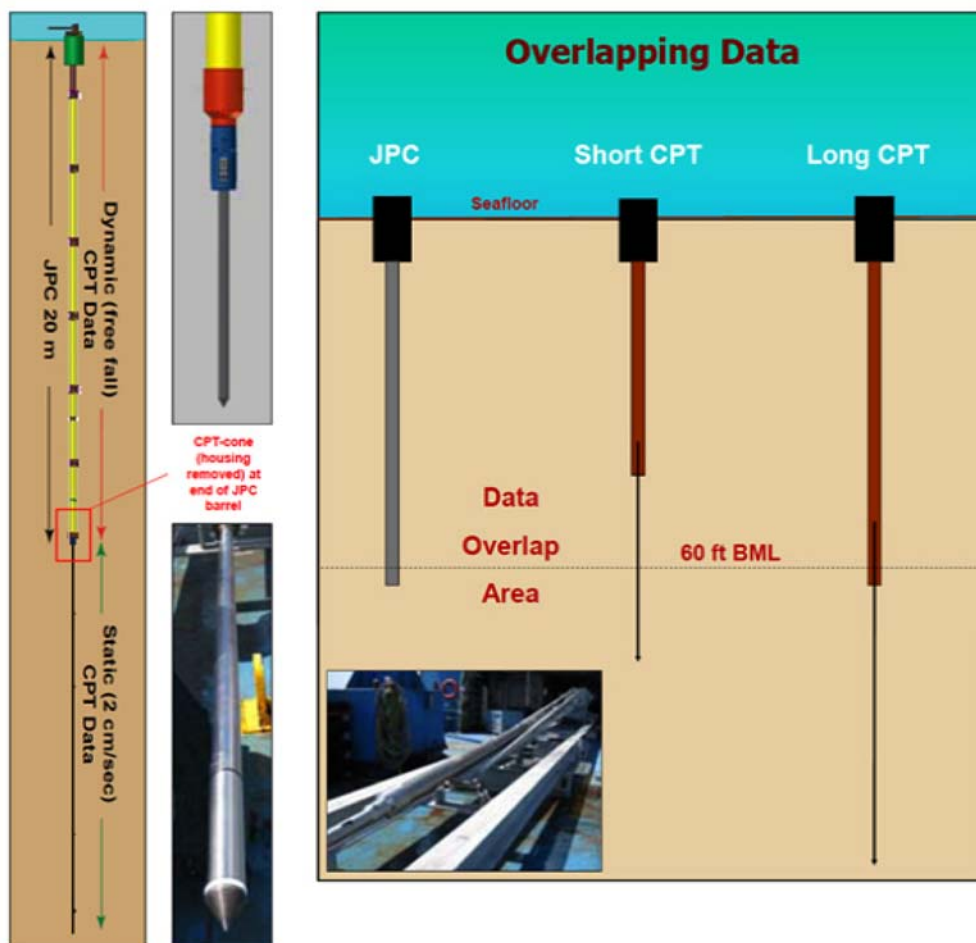 Dynamic (free fall)
CPT Data
JPC 20 m
Static (2 cm/sec)
CPT Data
CPT-cone
(housing
removed) at
end of JPC
barrel
Overlapping Data
JPC
Short CPT
Long CPT
Seafloor
Data
Overlap
Area
60 ft BML